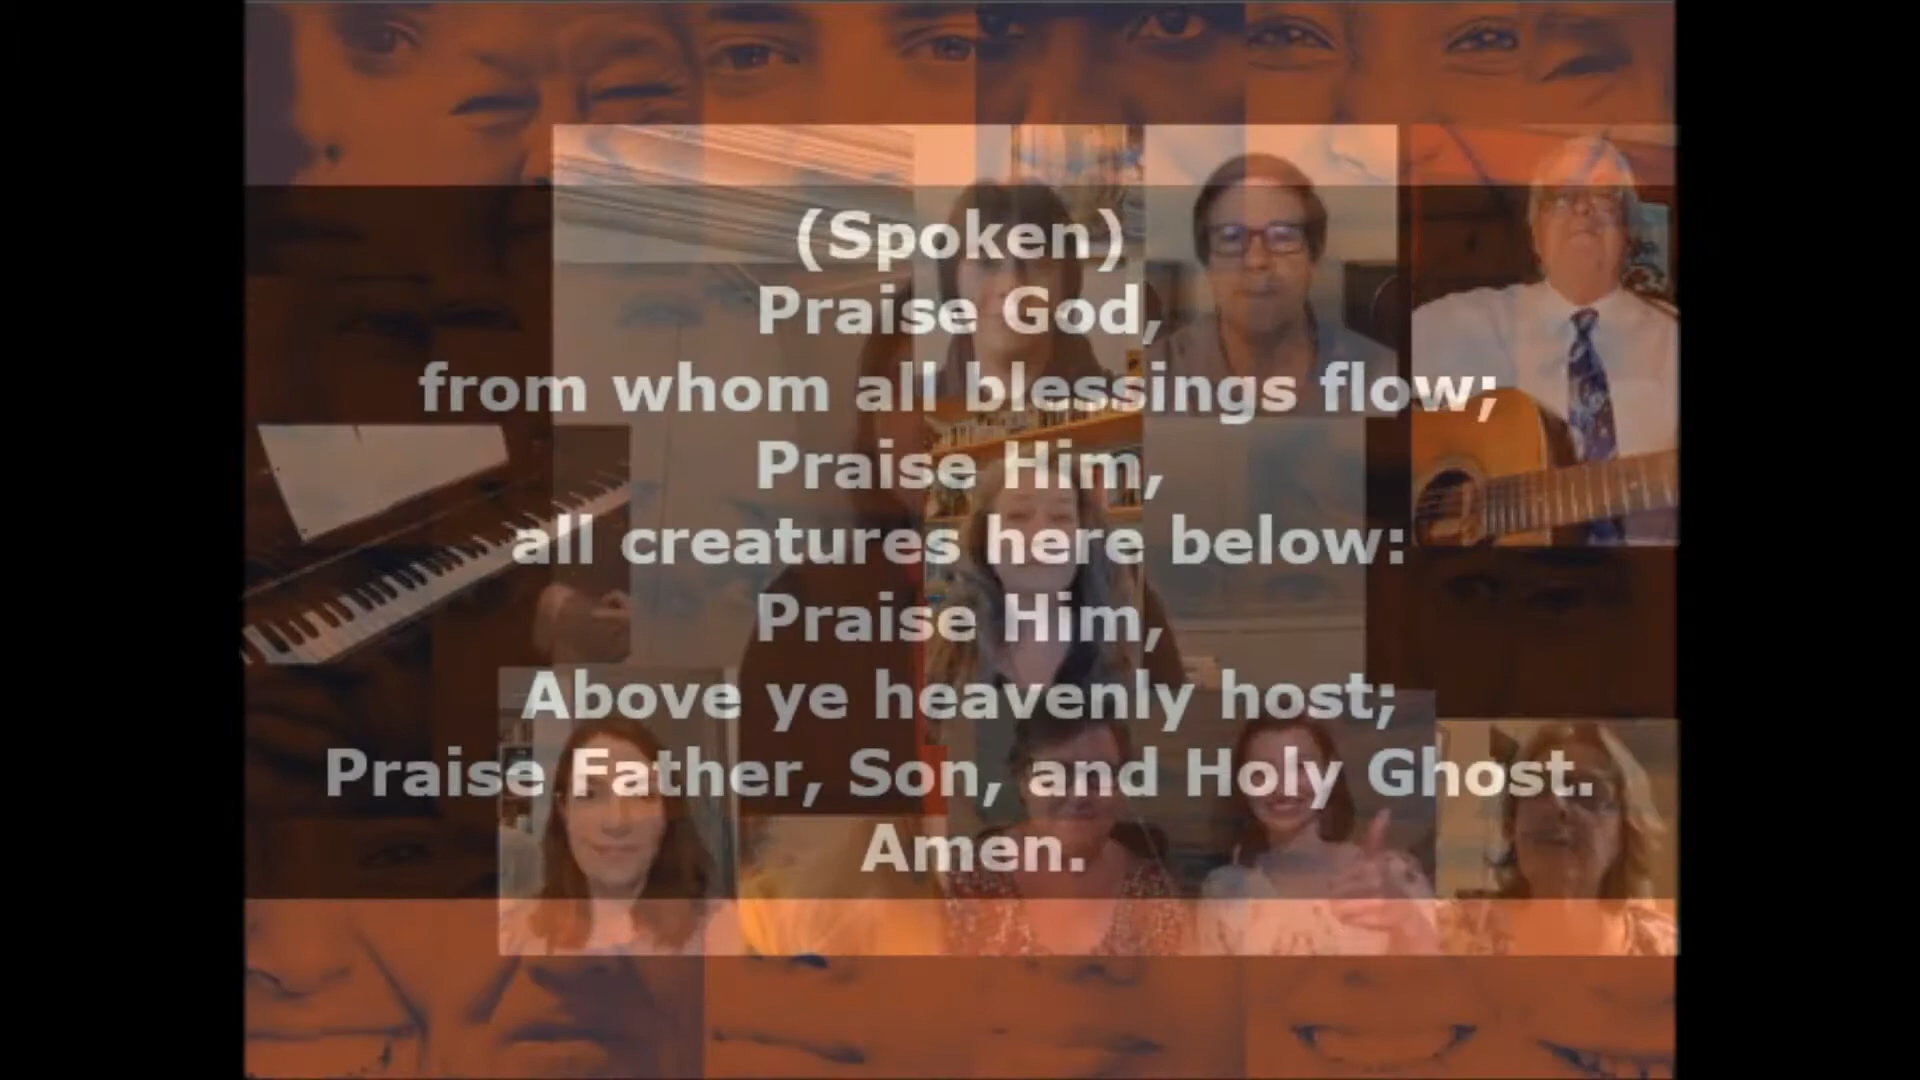 (Spoken)
Praise God,
from whom all blessings flow;
Praise Him,
all creatures here below:
Praise Him,
Above ye heavenly host;
Praise Father, Son, and Holy Ghost.
Amen.